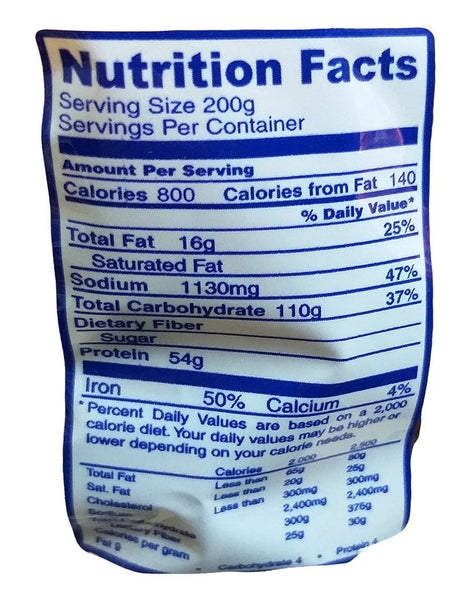 Nutrition Facts
Serving Size 200g
Servings Per Container
Amount Per Serving
Calories 800 Calories from Fat 140
% Daily Value*
Total Fat 16g 25%
Saturated Fat
Sodium 1130mg 47%
Total Carbohydrate 110g 37%
Dietary Fiber
Sugar
Protein 54g
Iron 50% Calcium 4%
*Percent Daily Values are based on a 2,000
calorie diet. Your daily values may be higher or
lower depending on your calorie needs.
Calories 2,000 2,500
Total Fat Less than 65g 80g
Sat. Fat Less than 20g 25g
Cholesterol Less than 300mg 300mg
Sodium 2,400mg 2,400mg
300g 375g
Fiber 25g 30g
Calories per gram
Fat 9 • Carbohydrate 4 • Protein 4